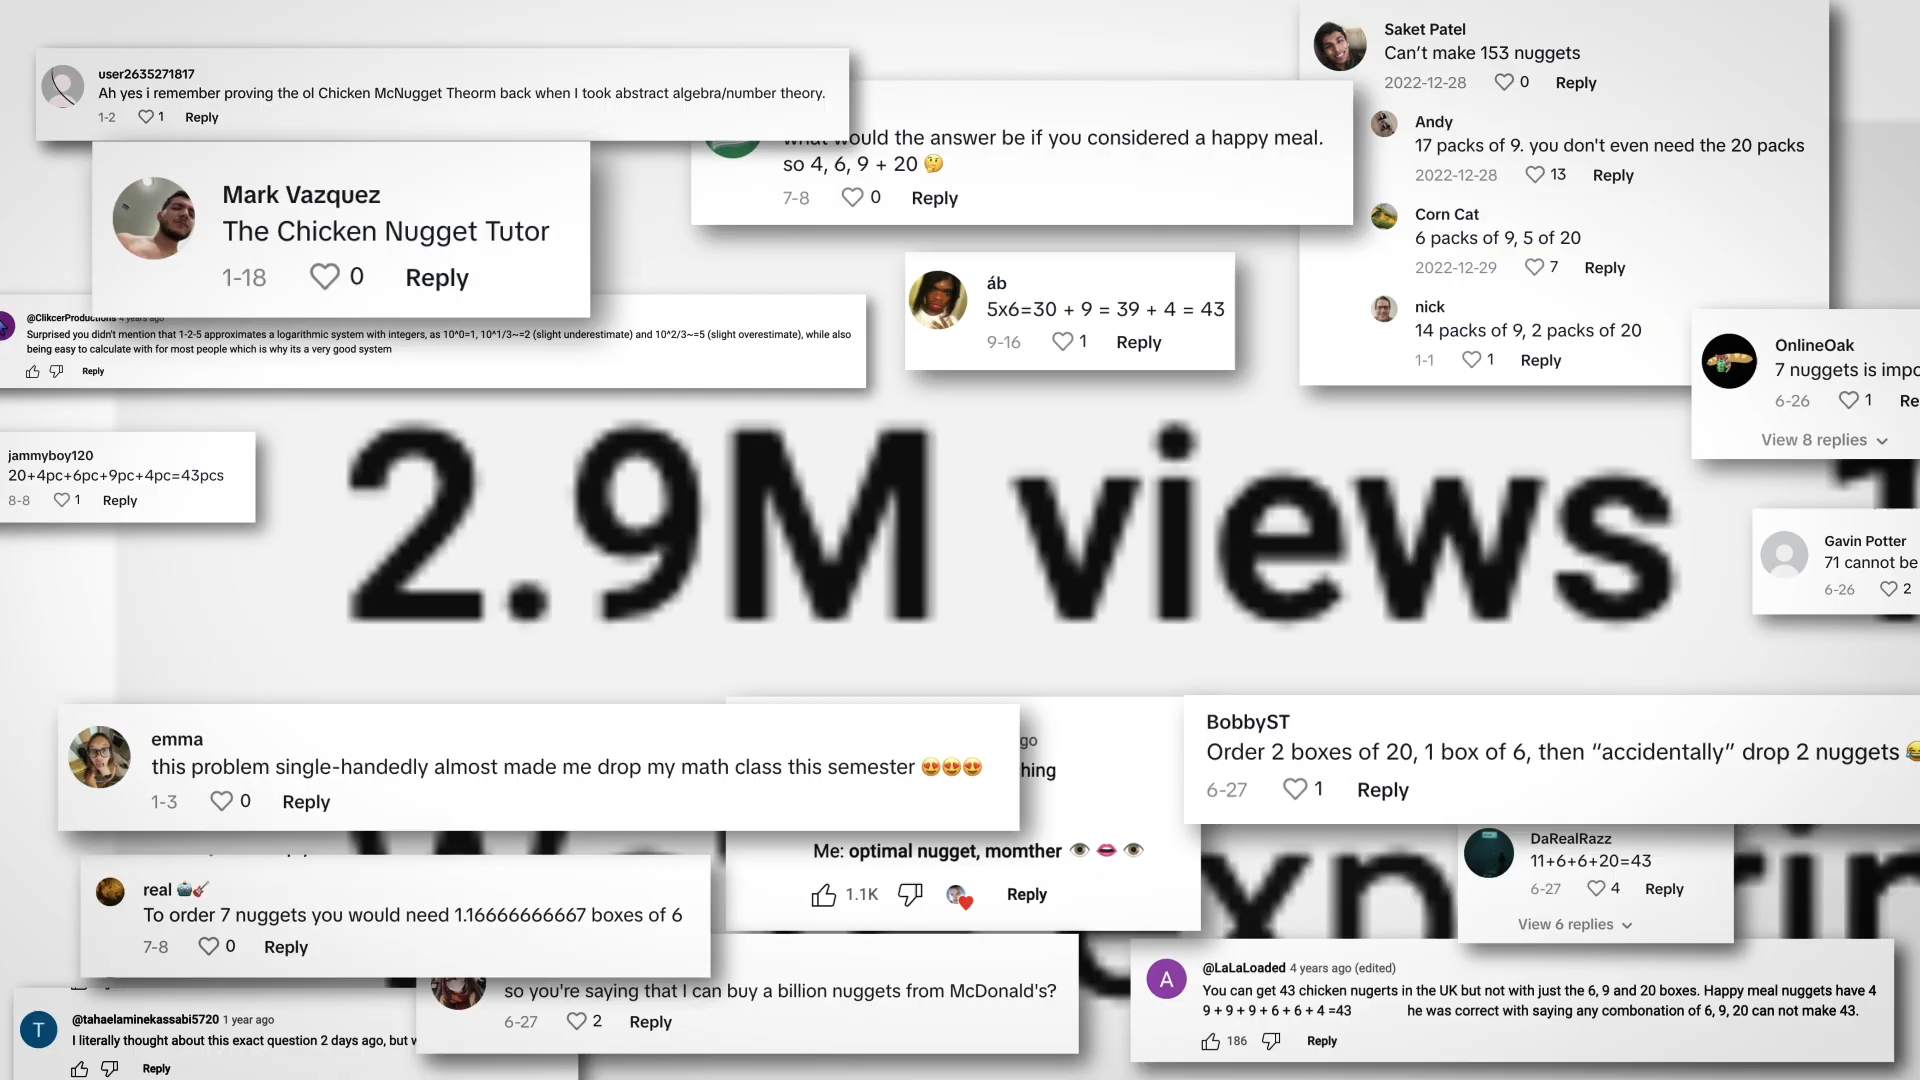 user2635271817
Ah yes i remember proving the ol Chicken McNugget Theorm back when I took abstract algebra/number theory.
1-2 1 Reply
Mark Vazquez
The Chicken Nugget Tutor
1-18 0 Reply
what would the answer be if you considered a happy meal.
so 4, 6, 9 + 20 🤔
7-8 0 Reply
Saket Patel
Can't make 153 nuggets
2022-12-28 0 Reply
Andy
17 packs of 9. you don't even need the 20 packs
2022-12-28 13 Reply
Corn Cat
6 packs of 9, 5 of 20
2022-12-29 7 Reply
nick
14 packs of 9, 2 packs of 20
1-1 1 Reply
áb
5x6=30 + 9 = 39 + 4 = 43
9-16 1 Reply
@ClikcerProductions 4 years ago
Surprised you didn't mention that 1-2-5 approximates a logarithmic system with integers, as 10^0=1, 10^1/3~=2 (slight underestimate) and 10^2/3~=5 (slight overestimate), while also
being easy to calculate with for most people which is why its a very good system
Reply
OnlineOak
7 nuggets is impo
6-26 1 Re
View 8 replies
jammyboy120
20+4pc+6pc+9pc+4pc=43pcs
8-8 1 Reply
2.9M views
Gavin Potter
71 cannot be
6-26 2
emma
this problem single-handedly almost made me drop my math class this semester 😍😍😍
1-3 0 Reply
go
hing
Me: optimal nugget, momther 👁️ 👄 👁️
1.1K Reply
BobbyST
Order 2 boxes of 20, 1 box of 6, then “accidentally” drop 2 nuggets 😂
6-27 1 Reply
DaRealRazz
11+6+6+20=43
6-27 4 Reply
View 6 replies
real 🤖🎸
To order 7 nuggets you would need 1.16666666667 boxes of 6
7-8 0 Reply
so you're saying that I can buy a billion nuggets from McDonald's?
6-27 2 Reply
@LaLaLoaded 4 years ago (edited)
You can get 43 chicken nugerts in the UK but not with just the 6, 9 and 20 boxes. Happy meal nuggets have 4
9 + 9 + 9 + 6 + 6 + 4 =43 he was correct with saying any combonation of 6, 9, 20 can not make 43.
186 Reply
@tahaelaminekassabi5720 1 year ago
I literally thought about this exact question 2 days ago, but
Reply